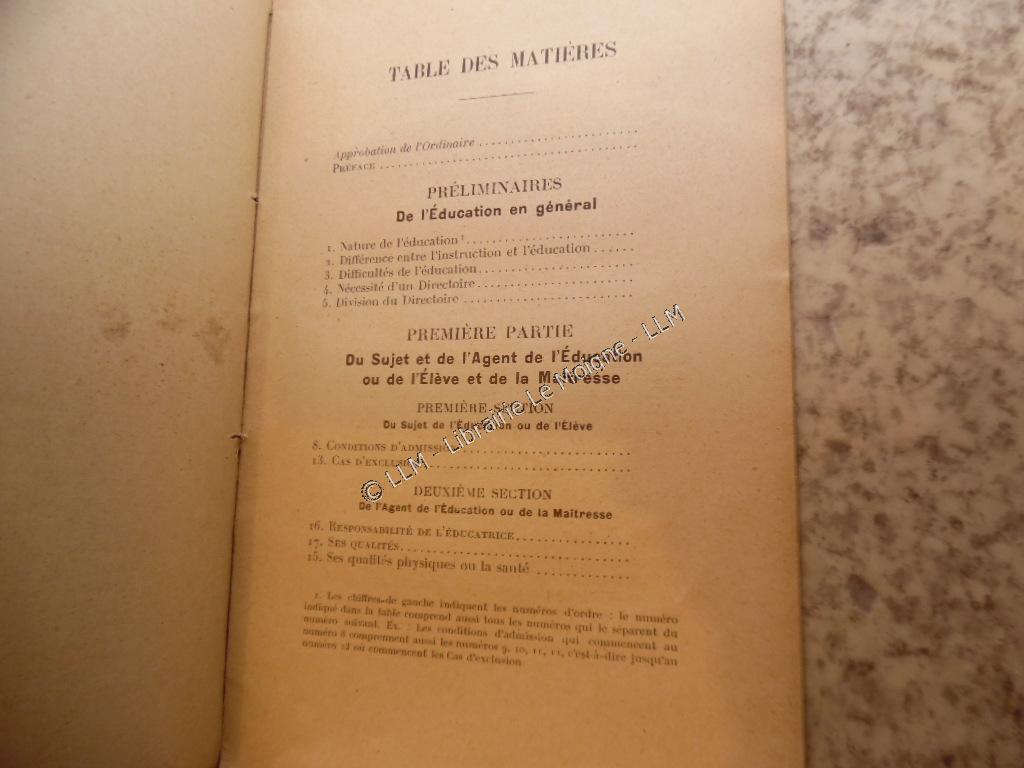 TABLE DES MATIÈRES
Approbation de l'Ordinaire
PRÉFACE
PRÉLIMINAIRES
De l'Éducation en général
1. Nature de l'éducation ¹
2. Différence entre l'instruction et l'éducation
3. Difficultés de l'éducation
4. Nécessité d'un Directoire
5. Division du Directoire
PREMIÈRE PARTIE
Du Sujet et de l'Agent de l'Éducation
ou de l'Élève et de la Maîtresse
PREMIÈRE SECTION
Du Sujet de l'Éducation ou de l'Élève
8. CONDITIONS D'ADMISSION
13. CAS D'EXCLUSION
DEUXIÈME SECTION
De l'Agent de l'Éducation ou de la Maîtresse
16. RESPONSABILITÉ DE L'ÉDUCATRICE
17. SES QUALITÉS
15. Ses qualités physiques ou la santé
1. Les chiffres de gauche indiquent les numéros d'ordre : le numéro
indiqué dans la table comprend aussi tous les numéros qui le séparent du
numéro suivant. Ex. : Les conditions d'admission qui commencent au
numéro 8 comprennent aussi les numéros 9, 10, 11, 12, c'est-à-dire jusqu'au
numéro 13 où commencent les Cas d'exclusion
© LLM - Librairie Le Moigne - LLM